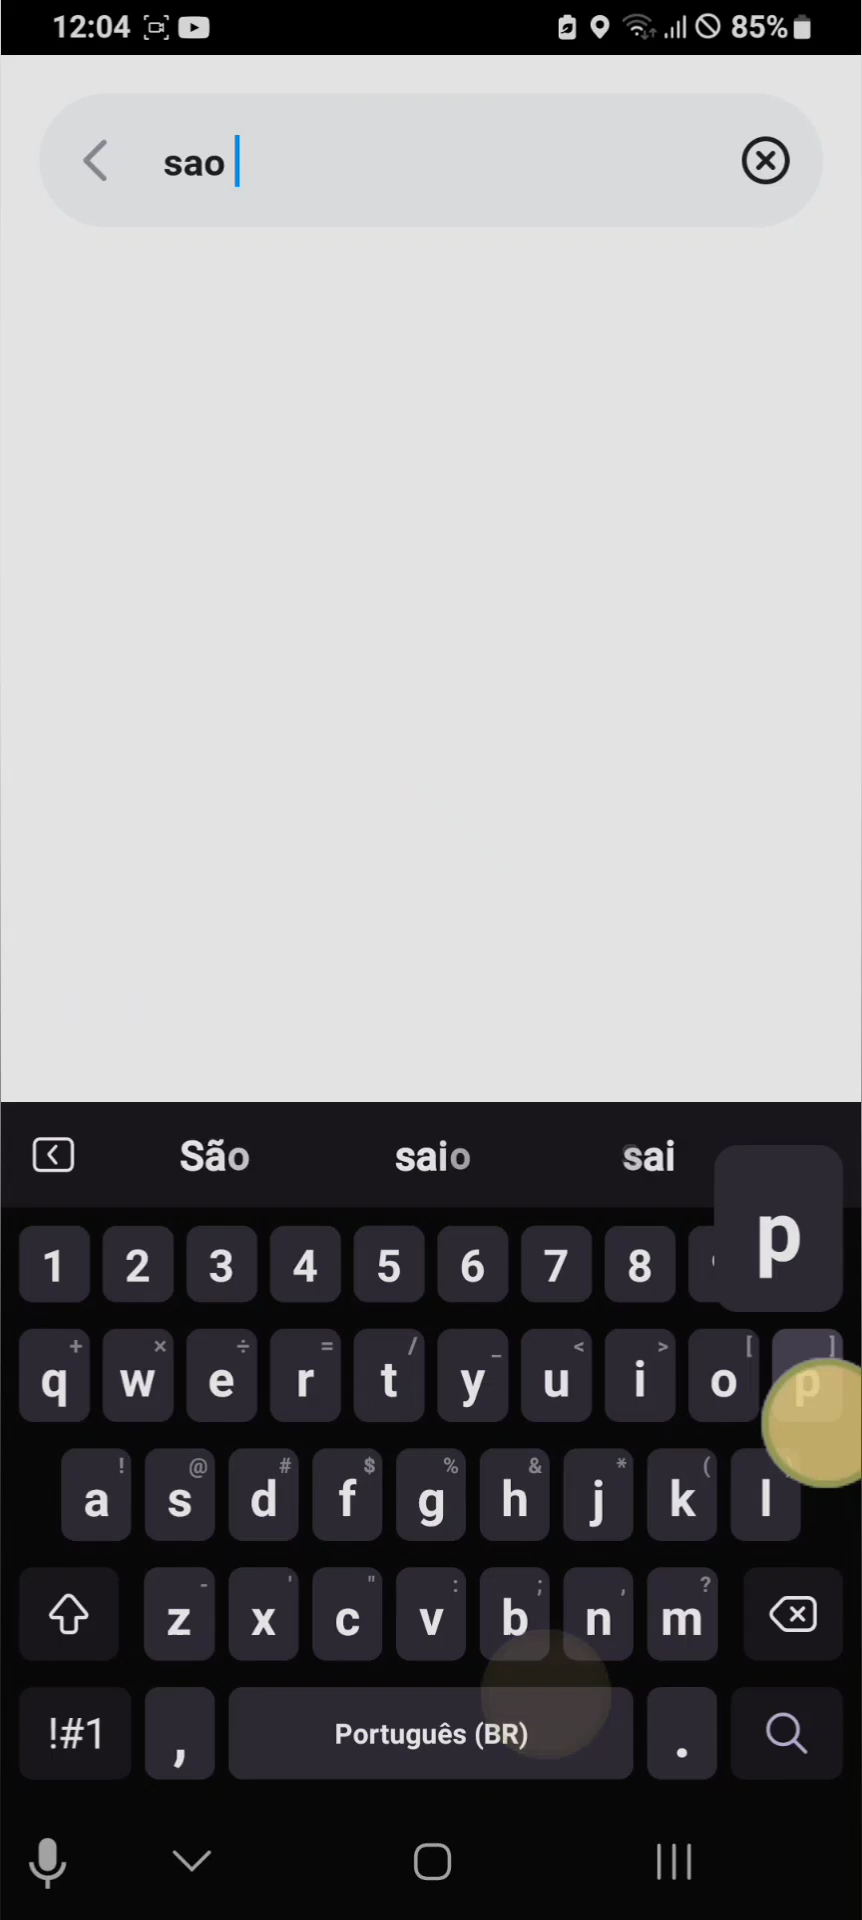 12:04 85%
sao
São saio sai
p
1 2 3 4 5 6 7 8
+ × ÷ = / _ < > [ ]
q w e r t y u i o p
! @ # $ % & * (
a s d f g h j k l
- ' " : ; , ?
z x c v b n m
!#1 , Português (BR) .